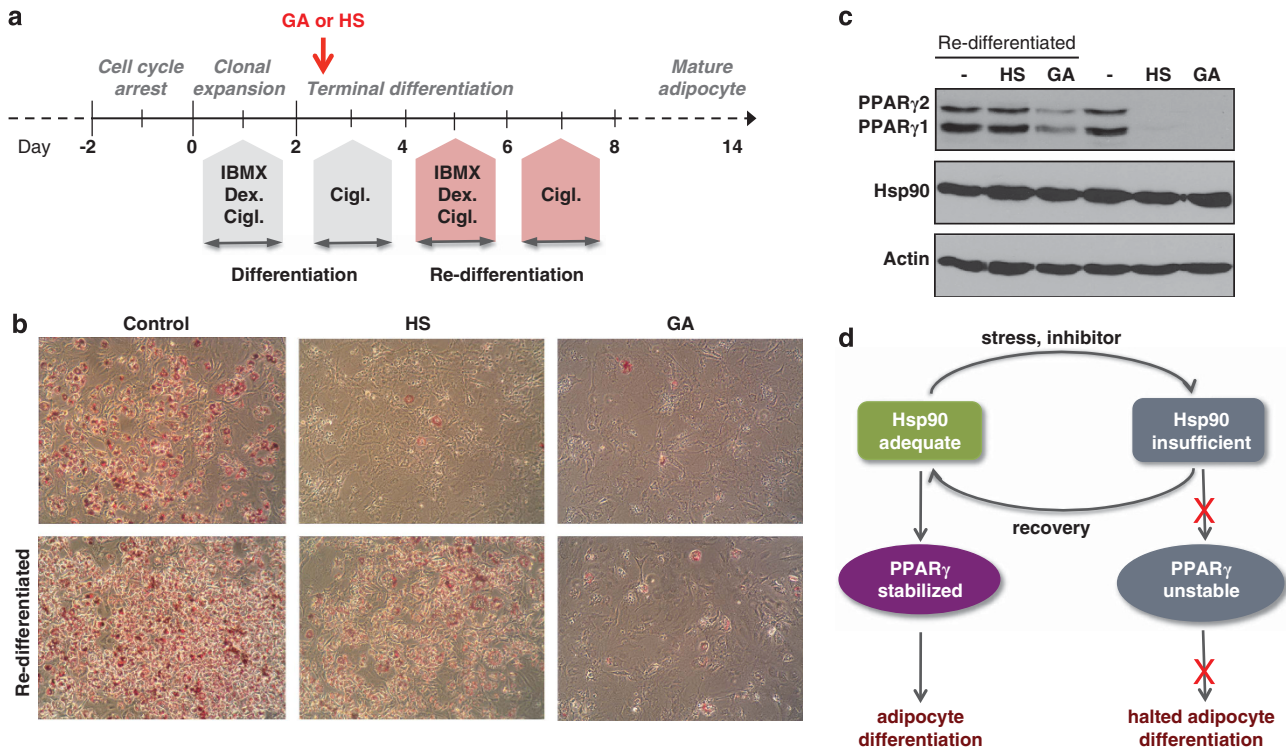 a
GA or HS
Cell cycle arrest
Clonal expansion
Terminal differentiation
Mature adipocyte
Day -2 0 2 4 6 8 14
IBMX
Dex.
Cigl.
Cigl.
IBMX
Dex.
Cigl.
Cigl.
Differentiation
Re-differentiation
b
Control
HS
GA
Re-differentiated
c
Re-differentiated
- HS GA - HS GA
PPARγ2
PPARγ1
Hsp90
Actin
d
stress, inhibitor
Hsp90
adequate
Hsp90
insufficient
recovery
X
PPARγ
stabilized
PPARγ
unstable
X
adipocyte
differentiation
halted adipocyte
differentiation